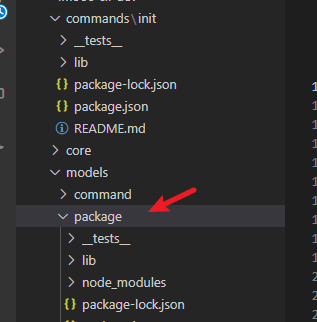 commands\init
__tests__
lib
package-lock.json
package.json
README.md
core
models
command
package
__tests__
lib
node_modules
package-lock.json